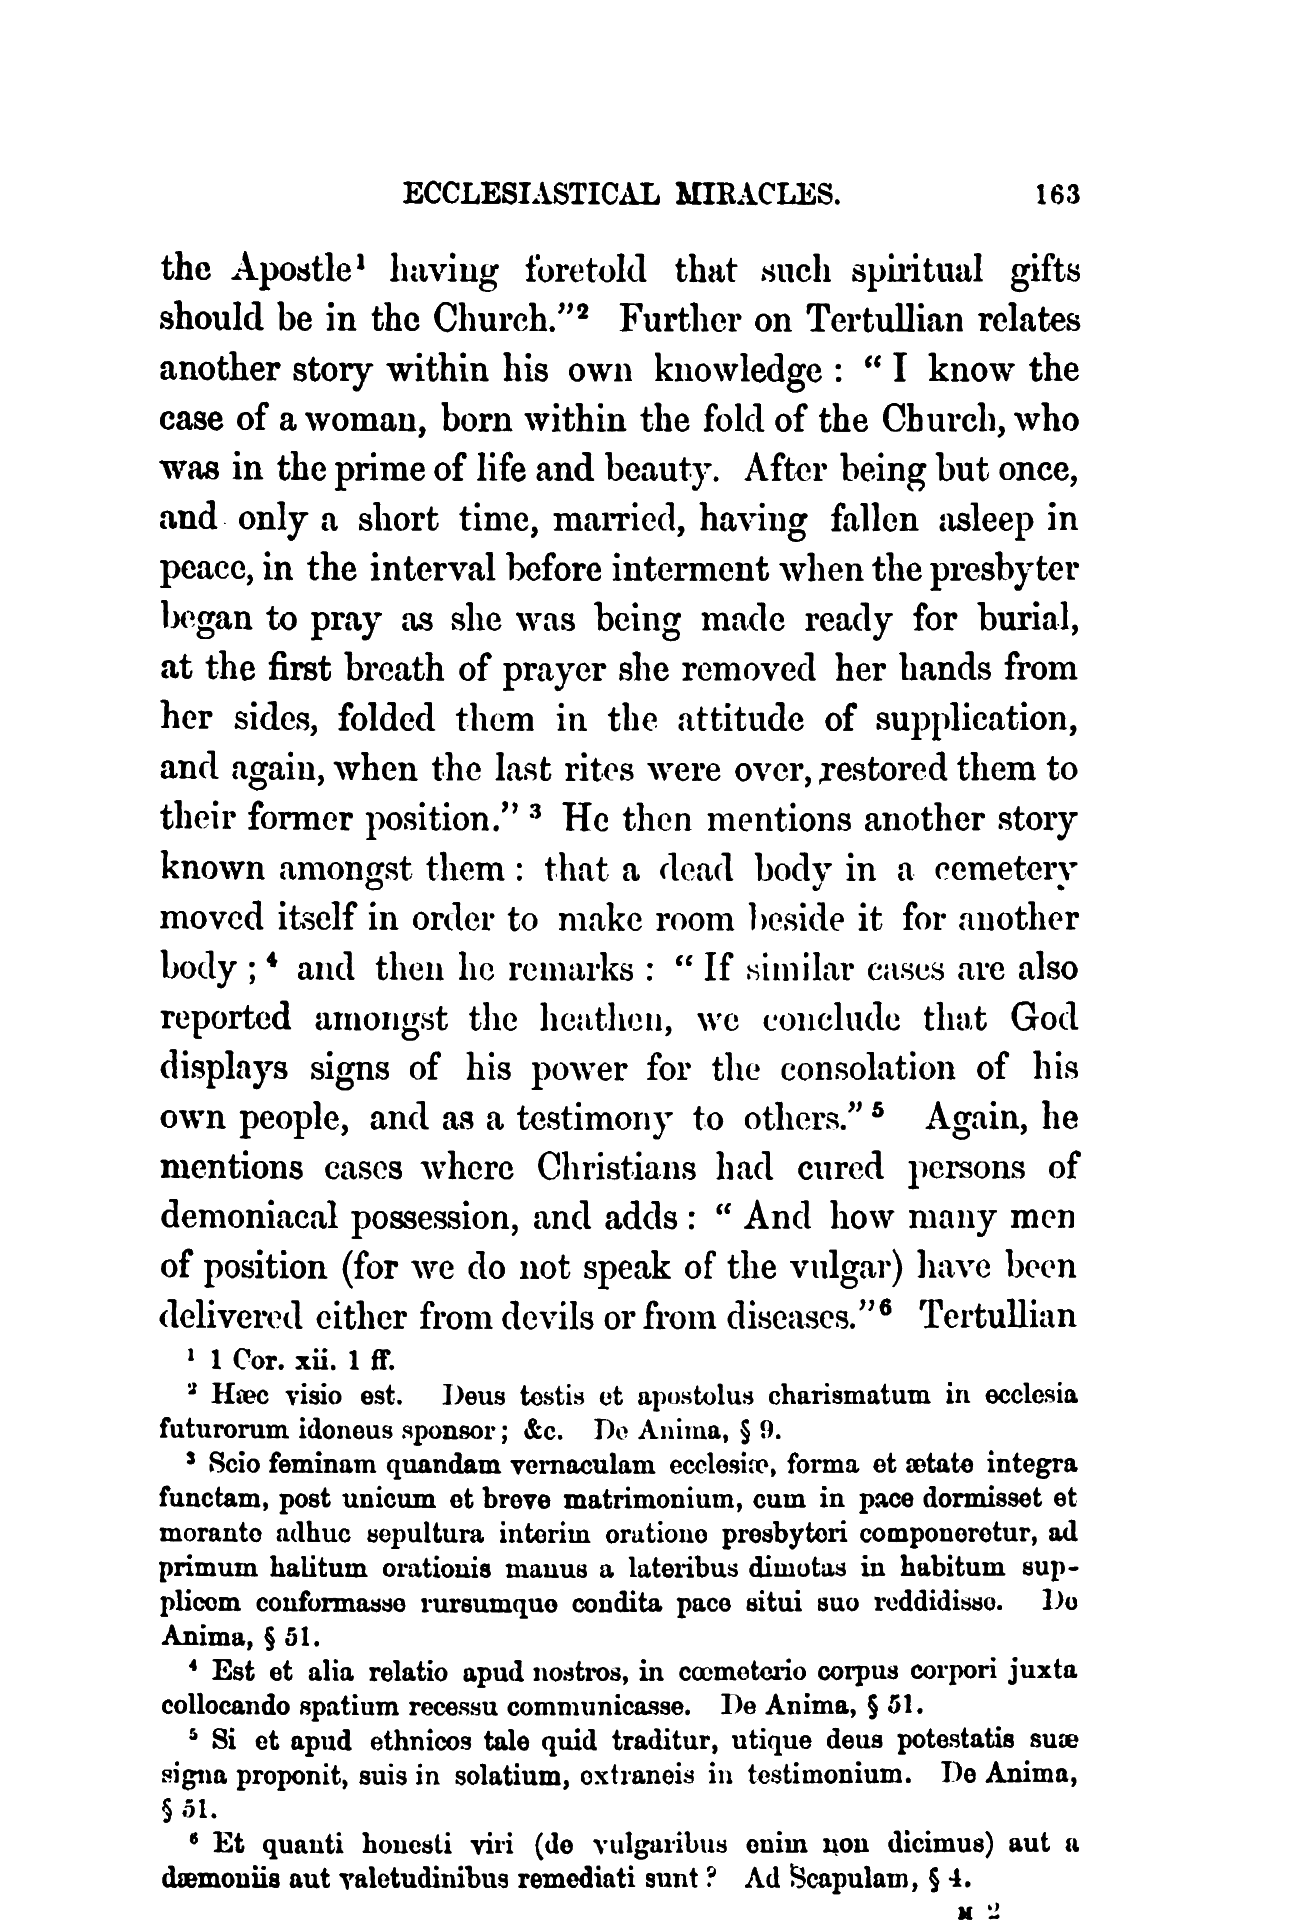 ECCLESIASTICAL MIRACLES. 163
the Apostle¹ having foretold that such spiritual gifts
should be in the Church."² Further on Tertullian relates
another story within his own knowledge : " I know the
case of a woman, born within the fold of the Church, who
was in the prime of life and beauty. After being but once,
and only a short time, married, having fallen asleep in
peace, in the interval before interment when the presbyter
began to pray as she was being made ready for burial,
at the first breath of prayer she removed her hands from
her sides, folded them in the attitude of supplication,
and again, when the last rites were over, restored them to
their former position." ³ He then mentions another story
known amongst them : that a dead body in a cemetery
moved itself in order to make room beside it for another
body ; ⁴ and then he remarks : " If similar cases are also
reported amongst the heathen, we conclude that God
displays signs of his power for the consolation of his
own people, and as a testimony to others." ⁵ Again, he
mentions cases where Christians had cured persons of
demoniacal possession, and adds : " And how many men
of position (for we do not speak of the vulgar) have been
delivered either from devils or from diseases."⁶ Tertullian
¹ 1 Cor. xii. 1 ff.
² Hæc visio est. Deus testis et apostolus charismatum in ecclesia
futurorum idoneus sponsor ; &c. De Anima, § 9.
³ Scio feminam quandam vernaculam ecclesiæ, forma et ætate integra
functam, post unicum et breve matrimonium, cum in pace dormisset et
morante adhuc sepultura interim oratione presbyteri componeretur, ad
primum halitum orationis manus a lateribus dimotas in habitum sup-
plicem conformasse rursumque condita pace situi suo reddidisse. De
Anima, § 51.
⁴ Est et alia relatio apud nostros, in cœmeterio corpus corpori juxta
collocando spatium recessu communicasse. De Anima, § 51.
⁵ Si et apud ethnicos tale quid traditur, utique deus potestatis suæ
signa proponit, suis in solatium, extraneis in testimonium. De Anima,
§ 51.
⁶ Et quanti honesti viri (de vulgaribus enim non dicimus) aut a
dæmoniis aut valetudinibus remediati sunt ? Ad Scapulam, § 4.
M 2